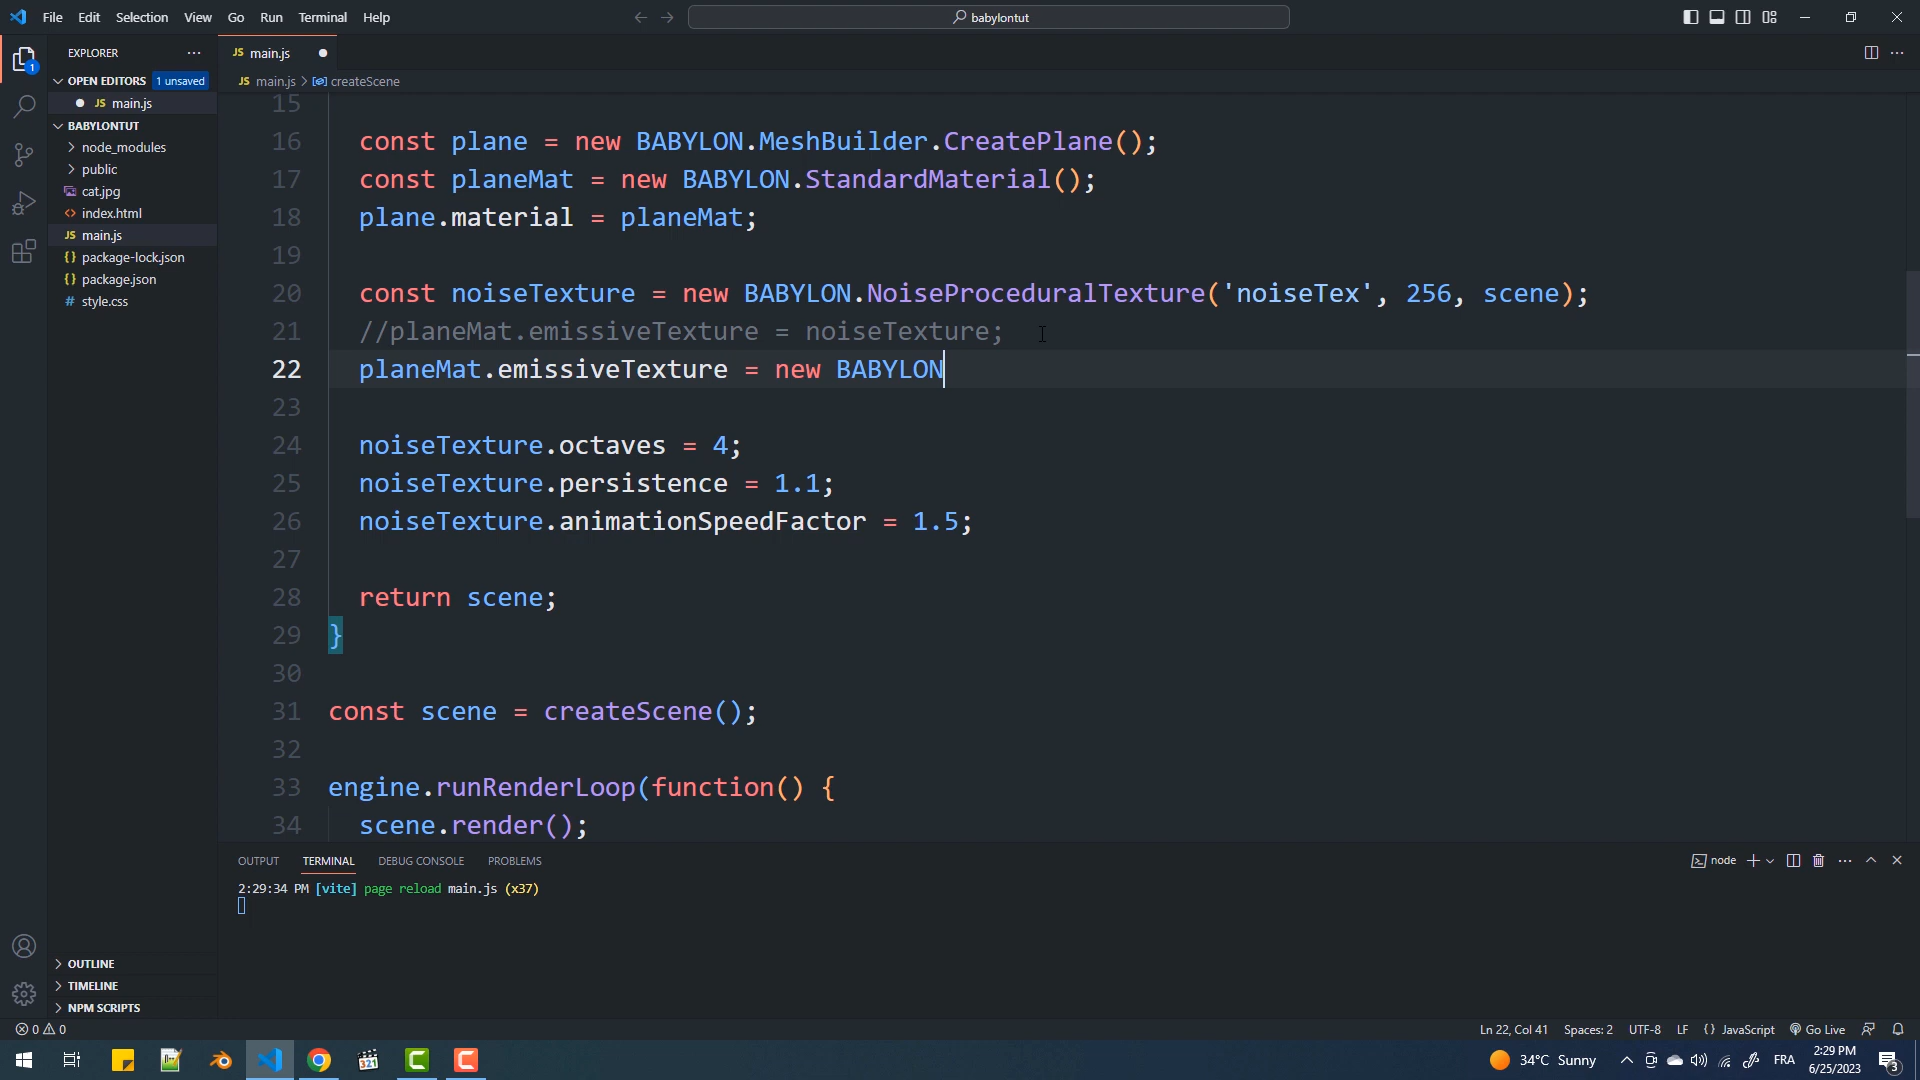 File Edit Selection View Go Run Terminal Help
babylontut
EXPLORER
OPEN EDITORS 1 unsaved
JS main.js
BABYLONTUT
node_modules
public
cat.jpg
<> index.html
JS main.js
{} package-lock.json
{} package.json
# style.css
OUTLINE
TIMELINE
NPM SCRIPTS
1
JS main.js
JS main.js > createScene
15
16 const plane = new BABYLON.MeshBuilder.CreatePlane();
17 const planeMat = new BABYLON.StandardMaterial();
18 plane.material = planeMat;
19
20 const noiseTexture = new BABYLON.NoiseProceduralTexture('noiseTex', 256, scene);
21 //planeMat.emissiveTexture = noiseTexture;
22 planeMat.emissiveTexture = new BABYLON
23
24 noiseTexture.octaves = 4;
25 noiseTexture.persistence = 1.1;
26 noiseTexture.animationSpeedFactor = 1.5;
27
28 return scene;
29 }
30
31 const scene = createScene();
32
33 engine.runRenderLoop(function() {
34 scene.render();
OUTPUT TERMINAL DEBUG CONSOLE PROBLEMS
node
2:29:34 PM [vite] page reload main.js (x37)
0 0
Ln 22, Col 41 Spaces: 2 UTF-8 LF {} JavaScript Go Live
321
34°C Sunny
FRA
2:29 PM
6/25/2023
3